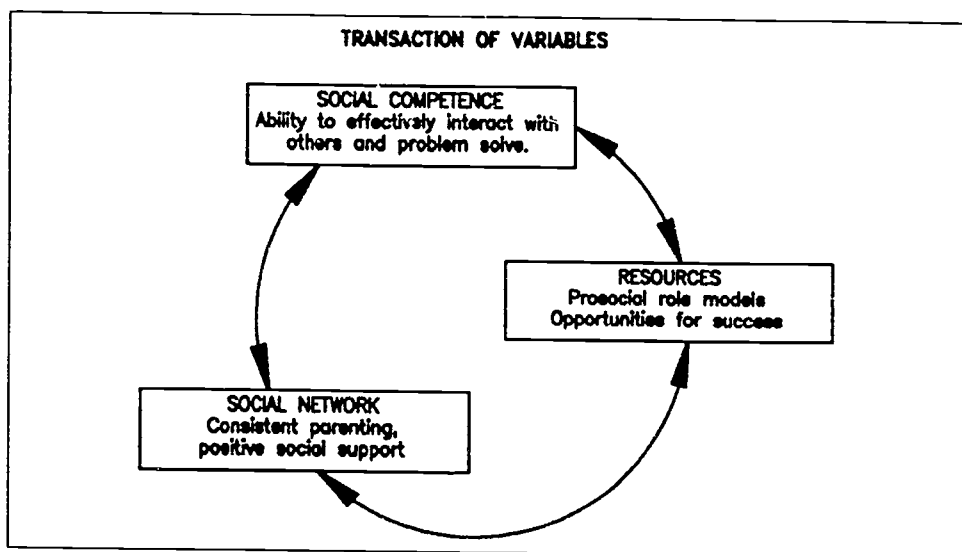 TRANSACTION OF VARIABLES
SOCIAL COMPETENCE
Ability to effectively interact with
others and problem solve.
RESOURCES
Prosocial role models
Opportunities for success
SOCIAL NETWORK
Consistent parenting,
positive social support